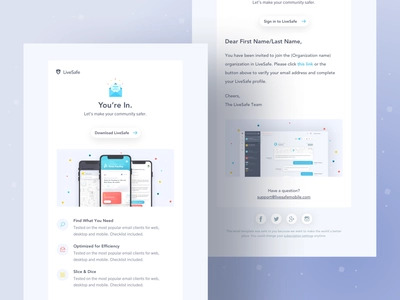 LiveSafe
You're In.
Let's make your community safer.
Download LiveSafe
Find What You Need
Tested on the most popular email clients for web,
desktop and mobile. Checklist included.
Optimized for Efficiency
Tested on the most popular email clients for web,
desktop and mobile. Checklist included.
Slice & Dice
Tested on the most popular email clients for web,
desktop and mobile. Checklist included.
Let's make your community safer.
Sign in to LiveSafe
Dear First Name/Last Name,
You have been invited to join the (Organization name)
organization in LiveSafe. Please click this link or the
button above to verify your email address and complete
your LiveSafe profile.
Cheers,
The LiveSafe Team
Have a question?
support@livesafemobile.com